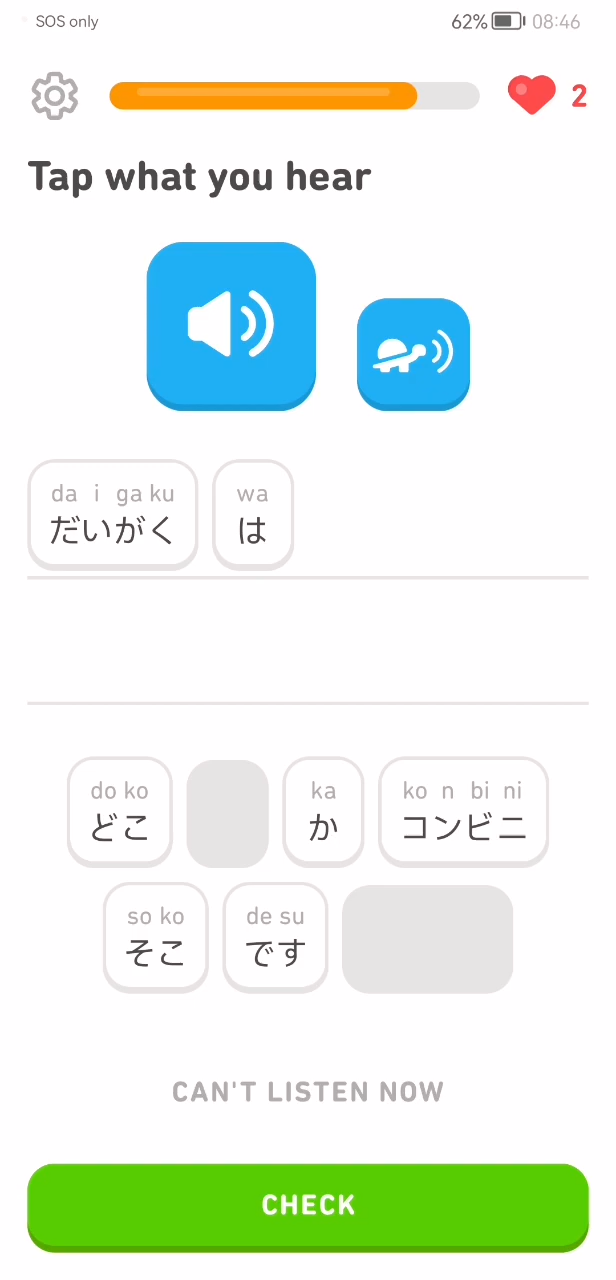 SOS only 62% 08:46
2
Tap what you hear
da i ga ku wa
だいがく は
do ko ka ko n bi ni
どこ か コンビニ
so ko de su
そこ です
CAN'T LISTEN NOW
CHECK